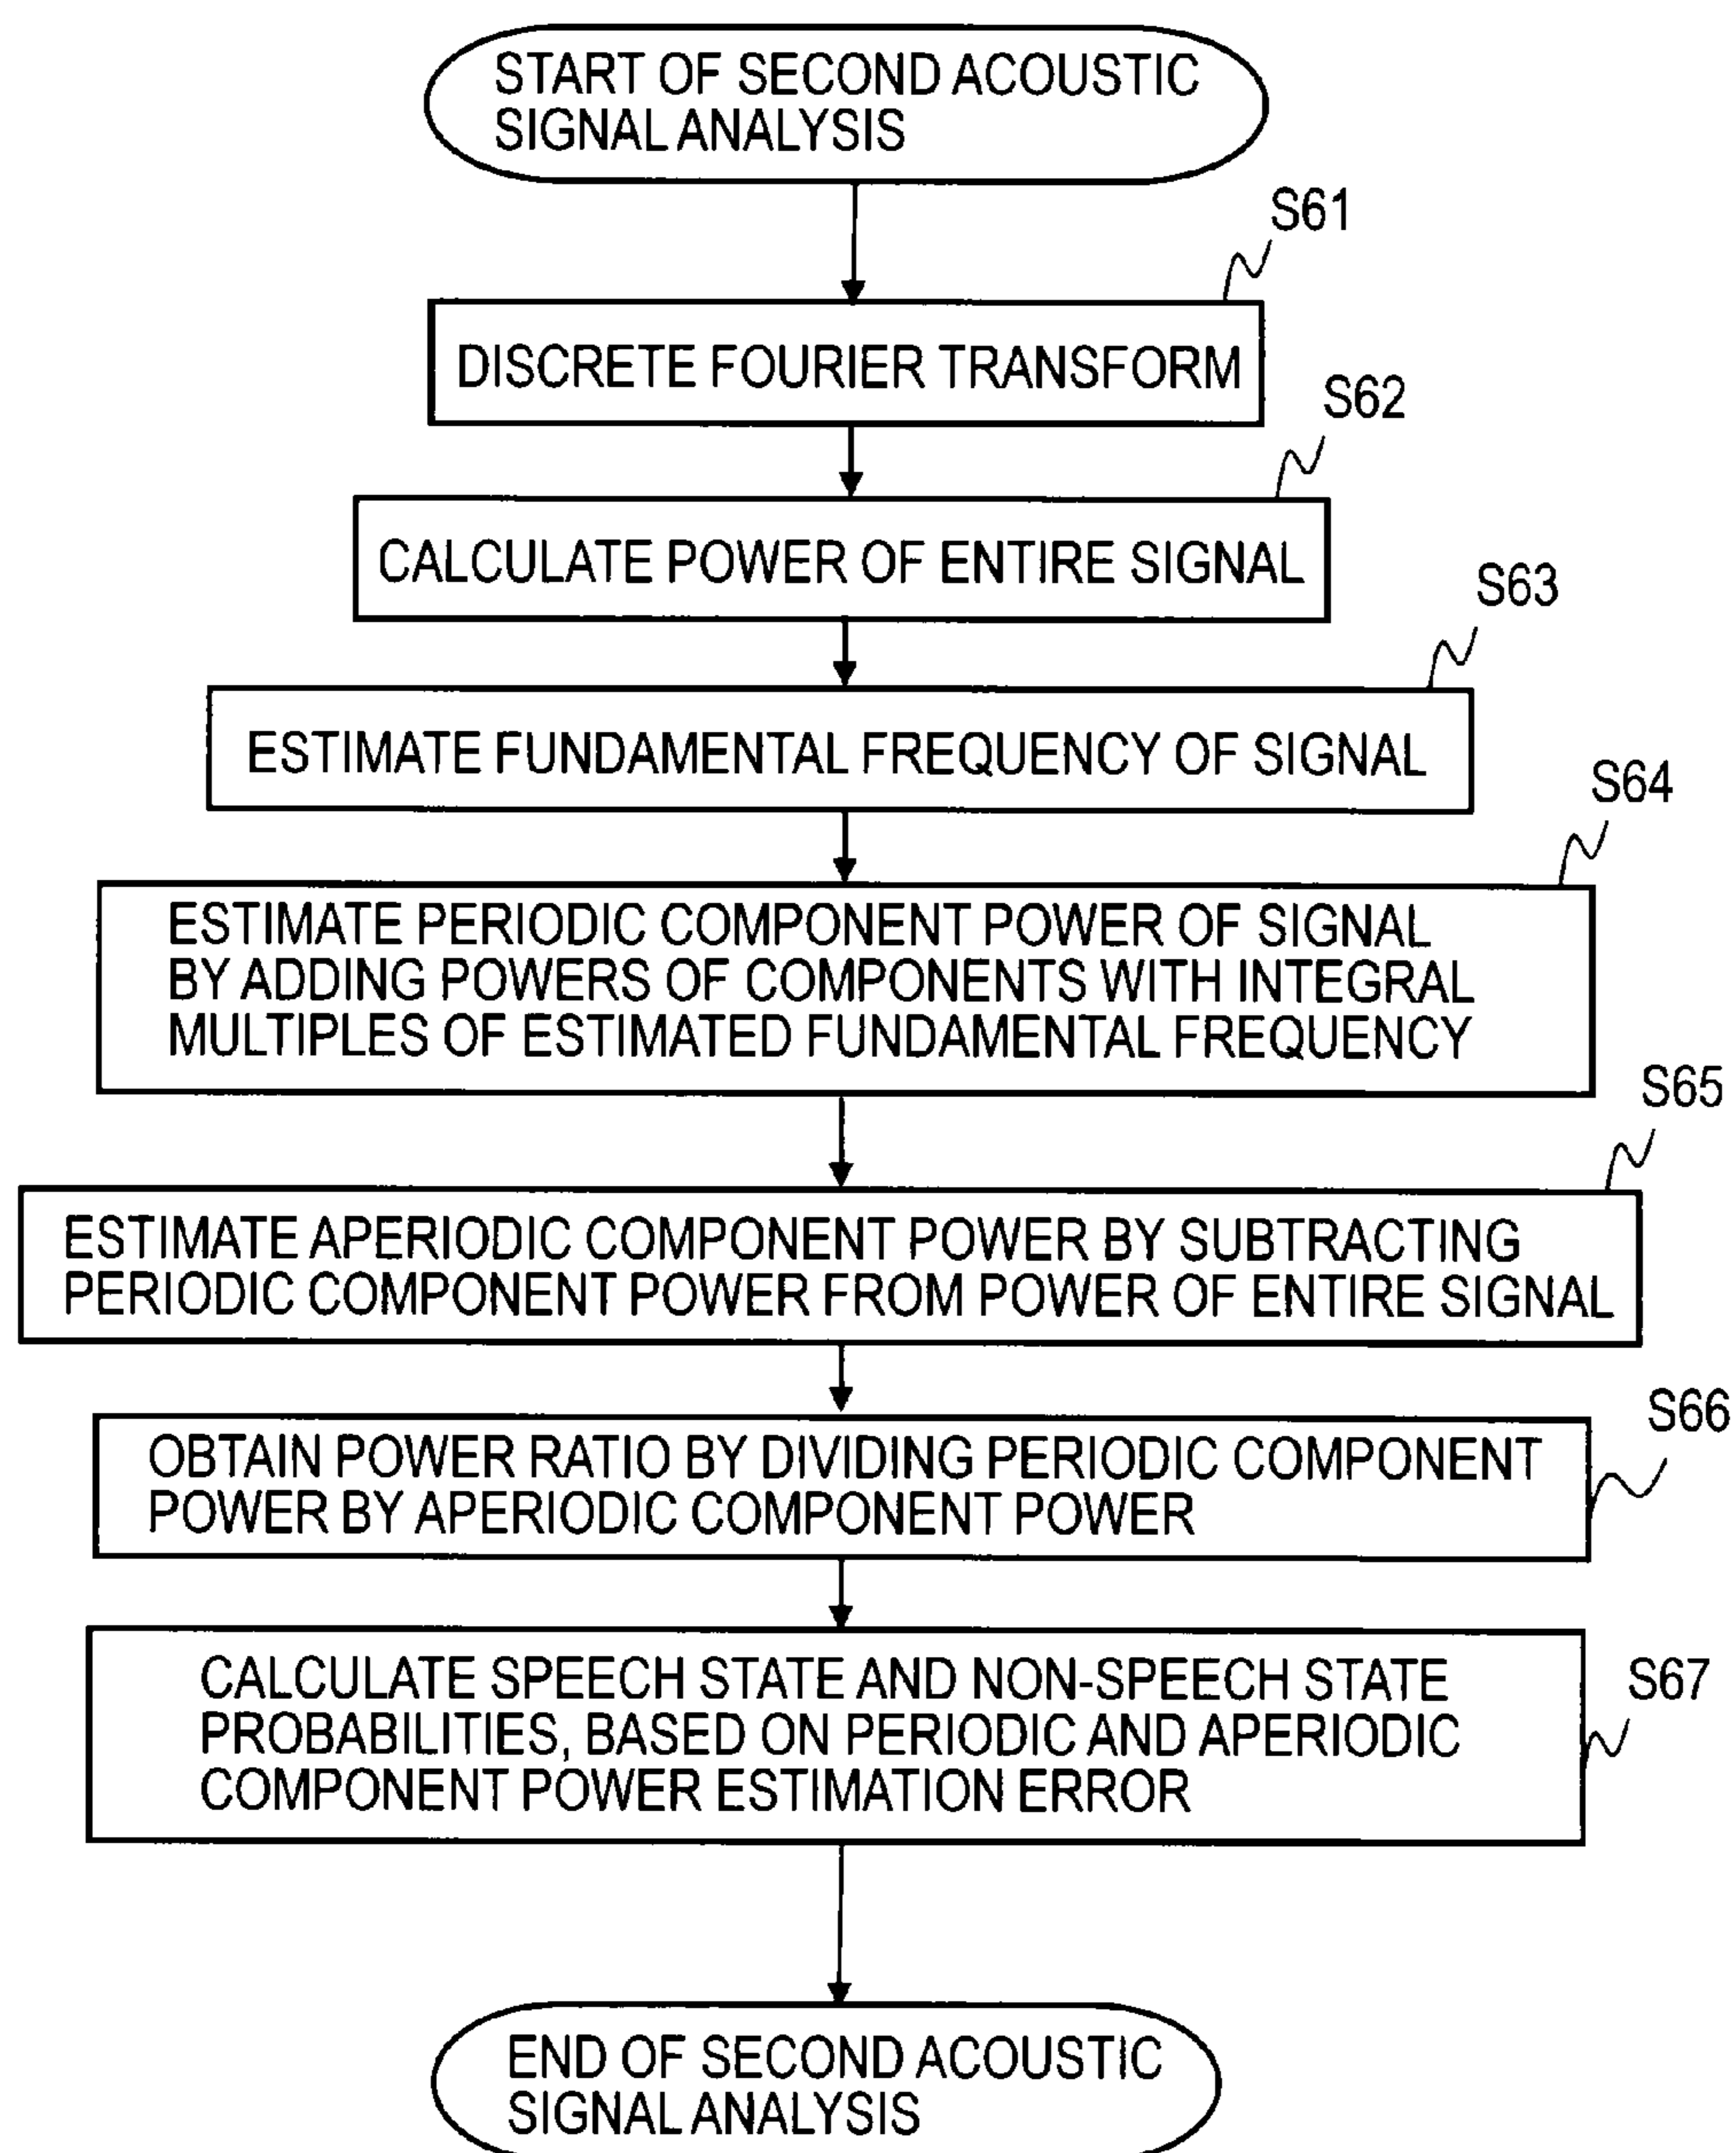 START OF SECOND ACOUSTIC
SIGNAL ANALYSIS
S61
DISCRETE FOURIER TRANSFORM
S62
CALCULATE POWER OF ENTIRE SIGNAL
S63
ESTIMATE FUNDAMENTAL FREQUENCY OF SIGNAL
S64
ESTIMATE PERIODIC COMPONENT POWER OF SIGNAL
BY ADDING POWERS OF COMPONENTS WITH INTEGRAL
MULTIPLES OF ESTIMATED FUNDAMENTAL FREQUENCY
S65
ESTIMATE APERIODIC COMPONENT POWER BY SUBTRACTING
PERIODIC COMPONENT POWER FROM POWER OF ENTIRE SIGNAL
S66
OBTAIN POWER RATIO BY DIVIDING PERIODIC COMPONENT
POWER BY APERIODIC COMPONENT POWER
S67
CALCULATE SPEECH STATE AND NON-SPEECH STATE
PROBABILITIES, BASED ON PERIODIC AND APERIODIC
COMPONENT POWER ESTIMATION ERROR
END OF SECOND ACOUSTIC
SIGNAL ANALYSIS